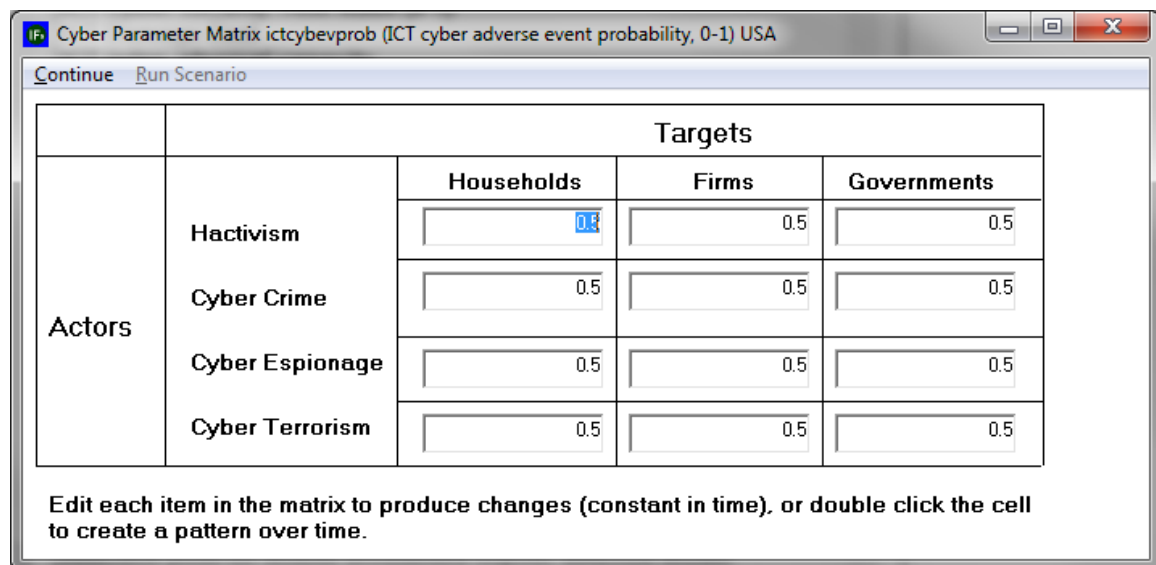 IFs Cyber Parameter Matrix ictcybevprob (ICT cyber adverse event probability, 0-1) USA
Continue Run Scenario
Targets
Households Firms Governments
Actors
Hactivism 0.5 0.5 0.5
Cyber Crime 0.5 0.5 0.5
Cyber Espionage 0.5 0.5 0.5
Cyber Terrorism 0.5 0.5 0.5
Edit each item in the matrix to produce changes (constant in time), or double click the cell
to create a pattern over time.